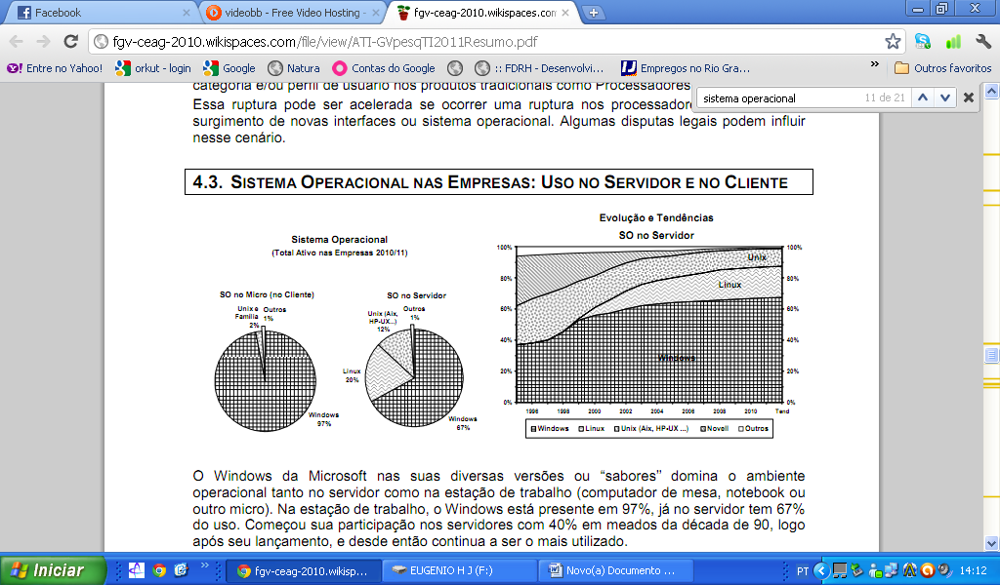 Facebook
videobb - Free Video Hosting -
fgv-ceag-2010.wikispaces.com
fgv-ceag-2010.wikispaces.com/file/view/ATI-GVpesqTI2011Resumo.pdf
Entre no Yahoo!
orkut - login
Google
Natura
Contas do Google
:: FDRH - Desenvolvi...
Empregos no Rio Gra...
»
Outros favoritos
sistema operacional
11 de 21
categoria e/ou perfil de usuário nos produtos tradicionais como Processadores
Essa ruptura pode ser acelerada se ocorrer uma ruptura nos processadore
surgimento de novas interfaces ou sistema operacional. Algumas disputas legais podem influir
nesse cenário.
4.3. SISTEMA OPERACIONAL NAS EMPRESAS: USO NO SERVIDOR E NO CLIENTE
Sistema Operacional
(Total Ativo nas Empresas 2010/11)
SO no Micro (no Cliente)
Unix e
Família
2%
Outros
1%
Windows
97%
SO no Servidor
Unix (Aix,
HP-UX...)
12%
Outros
1%
Linux
20%
Windows
67%
Evolução e Tendências
SO no Servidor
100%
80%
60%
40%
20%
0%
100%
80%
60%
40%
20%
0%
Unix
Linux
Windows
1996 1998 2000 2002 2004 2006 2008 2010 Tend
Windows Linux Unix (Aix, HP-UX ...) Novell Outros
O Windows da Microsoft nas suas diversas versões ou “sabores” domina o ambiente
operacional tanto no servidor como na estação de trabalho (computador de mesa, notebook ou
outro micro). Na estação de trabalho, o Windows está presente em 97%, já no servidor tem 67%
do uso. Começou sua participação nos servidores com 40% em meados da década de 90, logo
após seu lançamento, e desde então continua a ser o mais utilizado.
Iniciar
»
fgv-ceag-2010.wikisp...
EUGENIO H J (F:)
Novo(a) Documento ...
PT
14:12